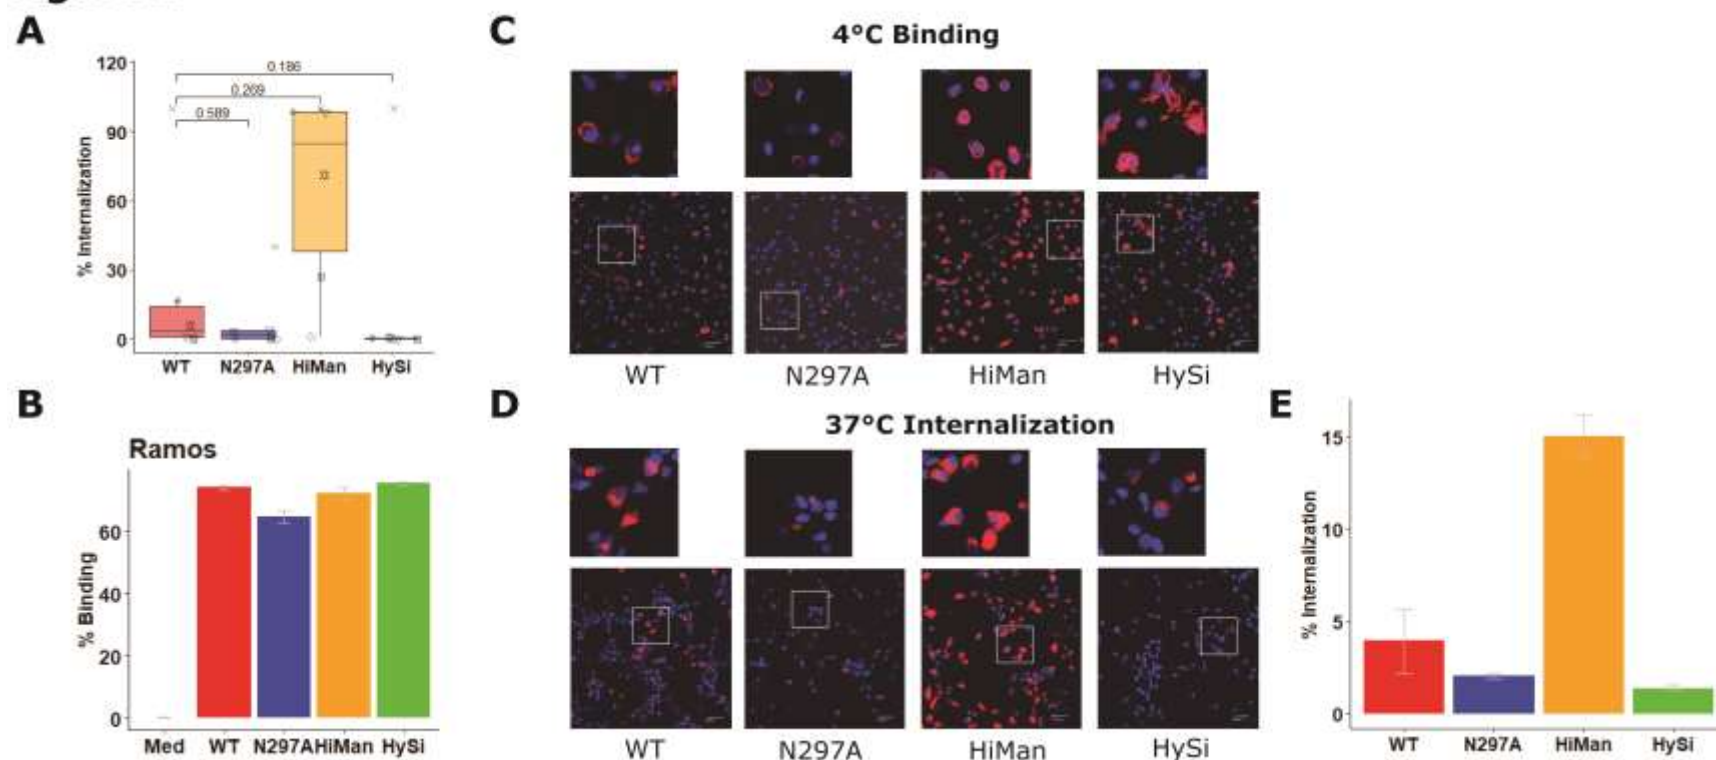 A
120
90
60
30
0
% Internalization
0.186
0.269
0.589
WT N297A HiMan HySi
B
Ramos
% Binding
60
40
20
0
Med WT N297A HiMan HySi
C
4°C Binding
WT N297A HiMan HySi
D
37°C Internalization
WT N297A HiMan HySi
E
% Internalization
15
10
5
0
WT N297A HiMan HySi